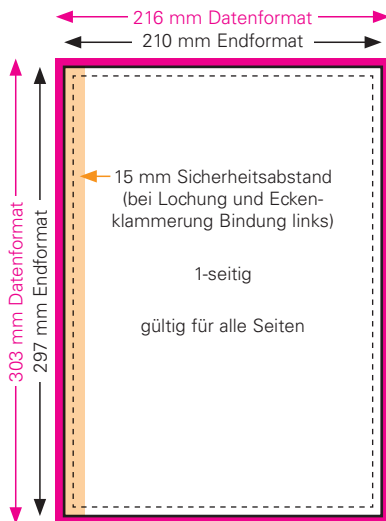 216 mm Datenformat
210 mm Endformat
303 mm Datenformat
297 mm Endformat
15 mm Sicherheitsabstand
(bei Lochung und Ecken-
klammerung Bindung links)
1-seitig
gültig für alle Seiten